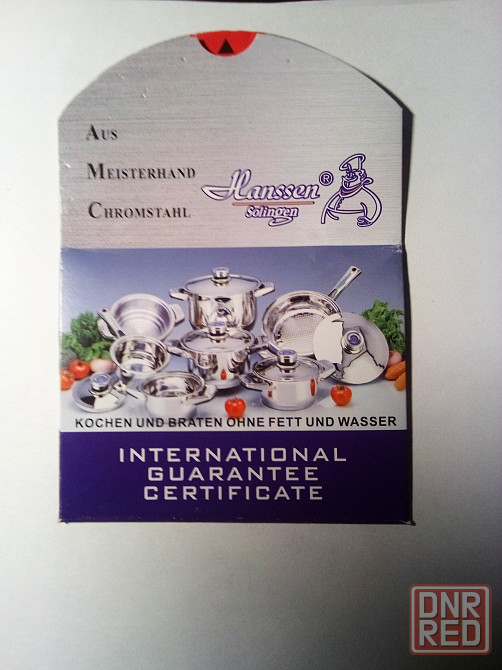 AUS
MEISTERHAND
CHROMSTAHL
Hanssen®
Solingen
KOCHEN UND BRATEN OHNE FETT UND WASSER
INTERNATIONAL
GUARANTEE
CERTIFICATE
DNR
RED